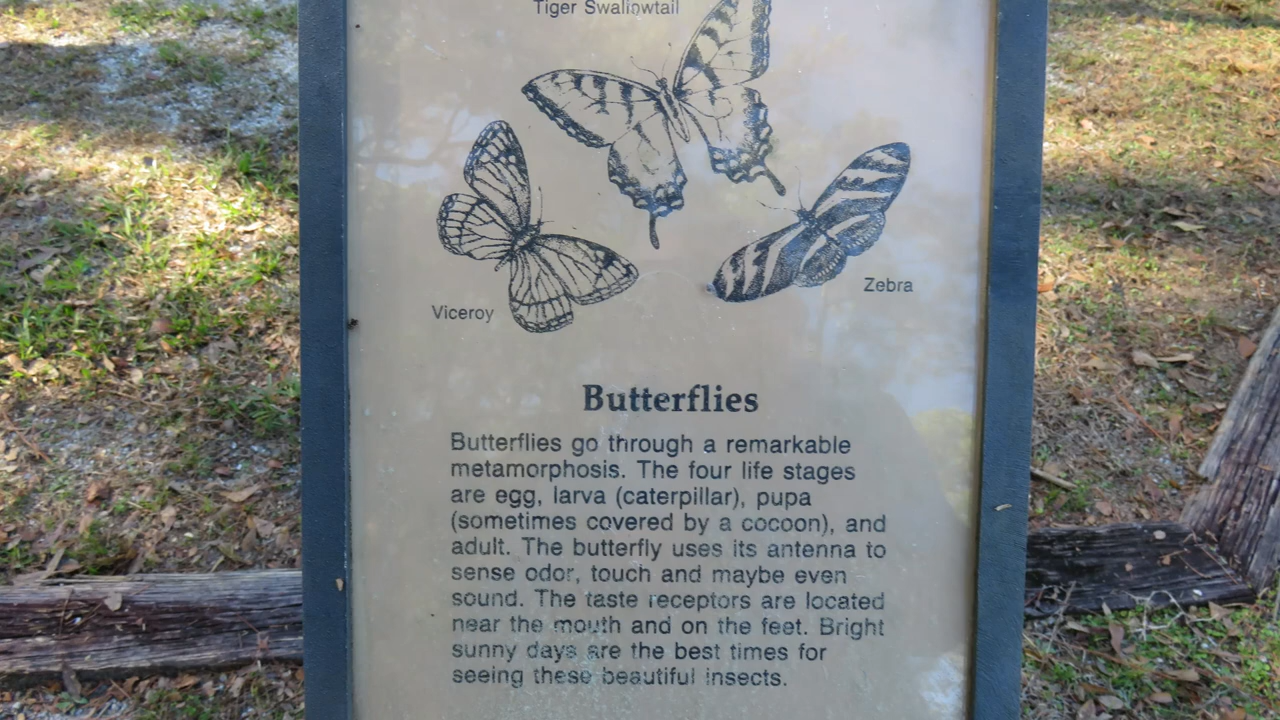 Tiger Swallowtail
Viceroy
Zebra
Butterflies
Butterflies go through a remarkable
metamorphosis. The four life stages
are egg, larva (caterpillar), pupa
(sometimes covered by a cocoon), and
adult. The butterfly uses its antenna to
sense odor, touch and maybe even
sound. The taste receptors are located
near the mouth and on the feet. Bright
sunny days are the best times for
seeing these beautiful insects.